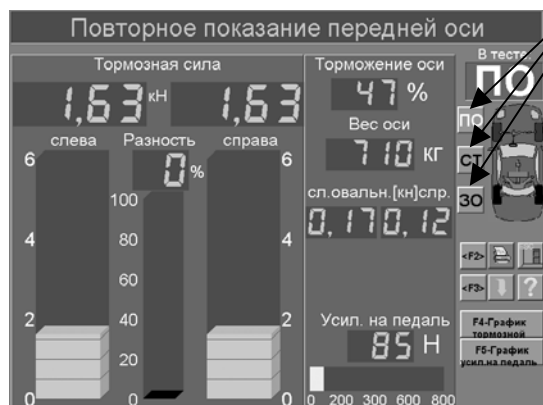 Повторное показание передней оси
Тормозная сила
1,63 кН 1,63
слева Разность справа
0 %
6 6
100
4 80 4
60
2 40 2
20
0 0 0
Торможение оси
47 %
Вес оси
710 кг
сл.овальн.[кн]спр.
0,17 0,12
Усил. на педаль
85 Н
0 200 300 600 800
В тесте
ПО
ПО
СТ
ЗО
<F2>
<F3> ?
F4-График
тормозной
F5-График
усил.на педаль